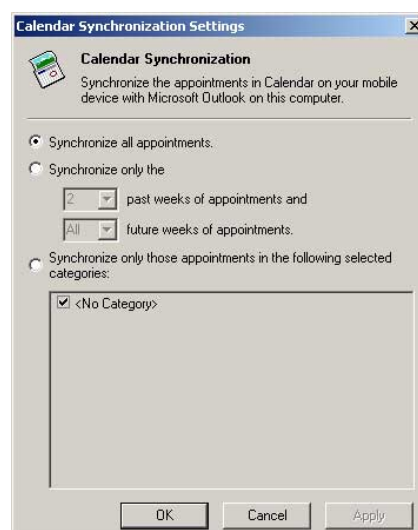 Calendar Synchronization Settings
Calendar Synchronization
Synchronize the appointments in Calendar on your mobile
device with Microsoft Outlook on this computer.
Synchronize all appointments.
Synchronize only the
2 past weeks of appointments and
All future weeks of appointments.
Synchronize only those appointments in the following selected
categories:
<No Category>
OK Cancel Apply